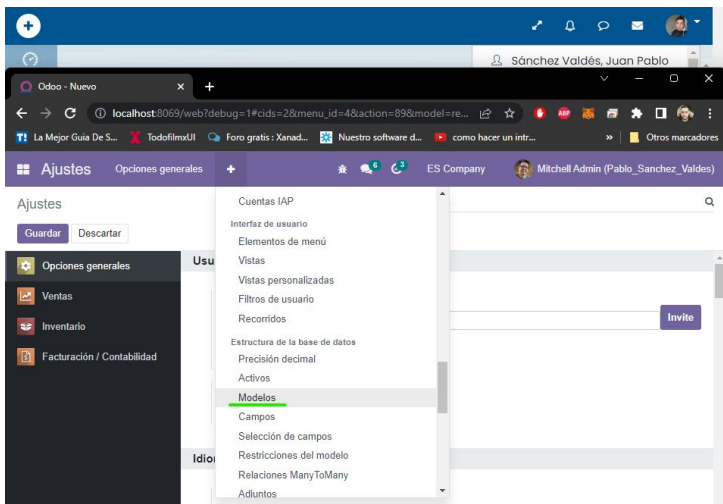 Sánchez Valdés, Juan Pablo
Odoo - Nuevo
localhost:8069/web?debug=1#cids=2&menu_id=4&action=89&model=re...
La Mejor Guia De S...
TodofilmxUI
Foro gratis : Xanad...
Nuestro software d...
como hacer un intr...
»
Otros marcadores
Ajustes
Opciones generales
6
3
ES Company
Mitchell Admin (Pablo_Sanchez_Valdes)
Ajustes
Guardar
Descartar
Opciones generales
Ventas
Inventario
Facturación / Contabilidad
Usu
Idio
Cuentas IAP
Interfaz de usuario
Elementos de menú
Vistas
Vistas personalizadas
Filtros de usuario
Recorridos
Estructura de la base de datos
Precisión decimal
Activos
Modelos
Campos
Selección de campos
Restricciones del modelo
Relaciones ManyToMany
Adjuntos
Invite